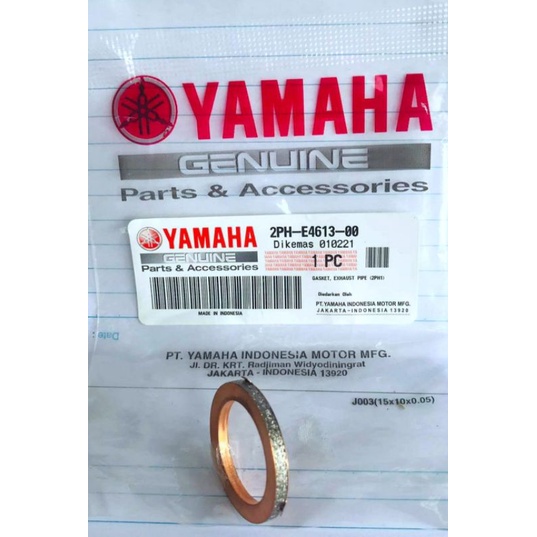 YAMAHA
GENUINE
Parts & Accessories
YAMAHA
GENUINE
Parts & Accessories
MADE IN INDONESIA
2PH-E4613-00
Dikemas 010221
1 PC
GASKET, EXHAUST PIPE (2PH1)
Diedarkan Oleh
PT.YAMAHA INDONESIA MOTOR MFG.
JAKARTA-INDONESIA 13920
Date:
PT. YAMAHA INDONESIA MOTOR MFG.
JL. DR. KRT. Radjiman Widyodiningrat
JAKARTA - INDONESIA 13920
J003(15x10x0.05)